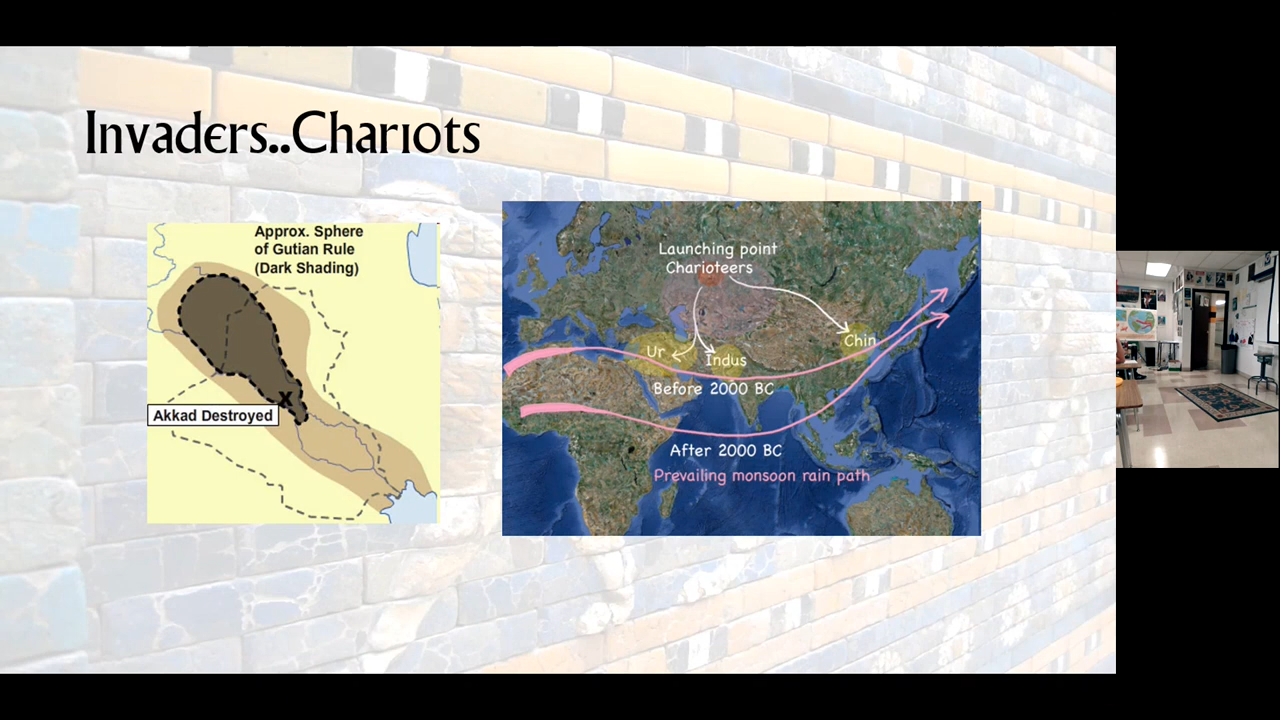 Invaders..Chariots
Approx. Sphere
of Gutian Rule
(Dark Shading)
X
Akkad Destroyed
Launching point
Charioteers
Ur
Indus
Chin
Before 2000 BC
After 2000 BC
Prevailing monsoon rain path